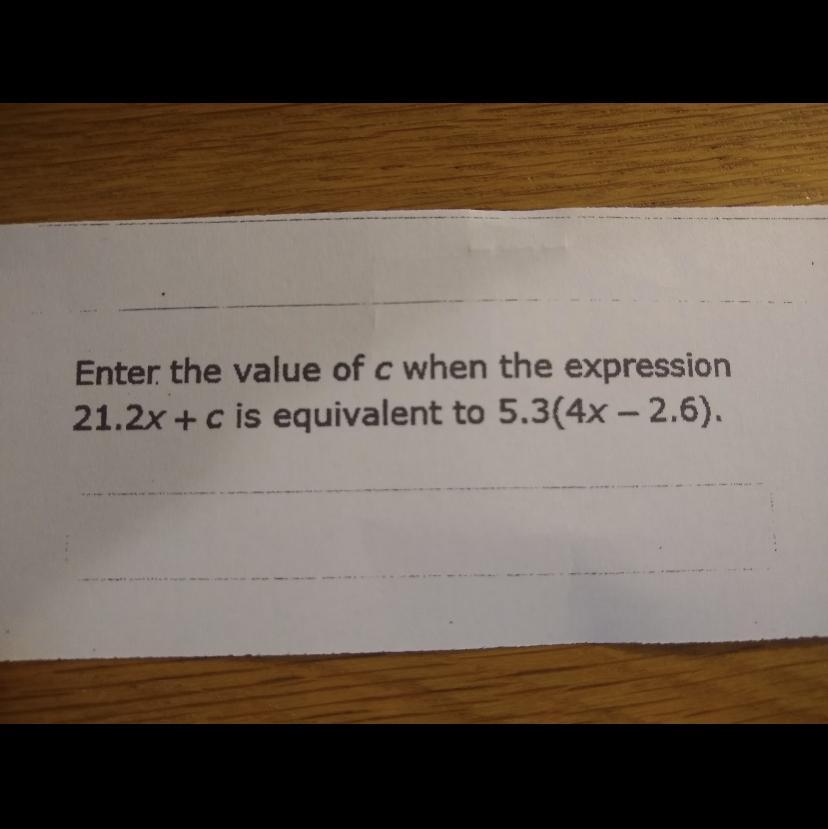 Enter the value of c when the expression
21.2x + c is equivalent to 5.3(4x – 2.6).